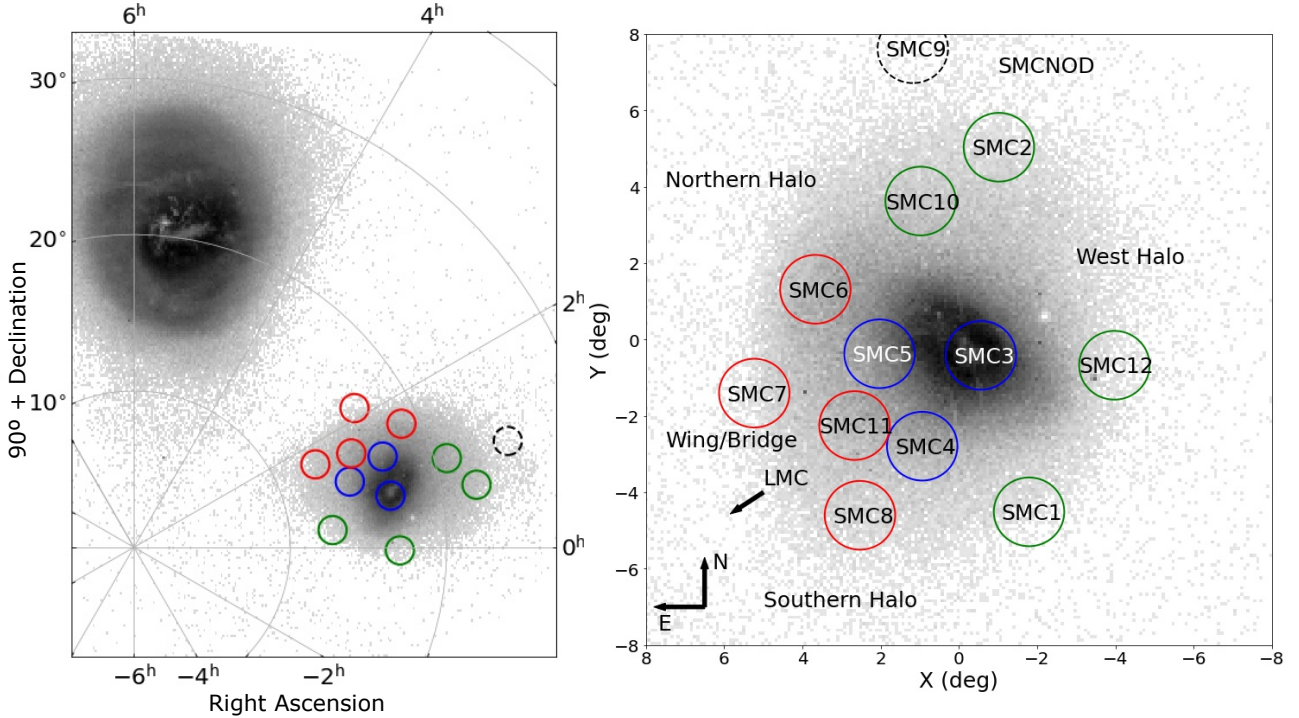 6ʰ
4ʰ
30°
20°
10°
90º + Declination
2ʰ
0ʰ
−6ʰ
−4ʰ
−2ʰ
Right Ascension
8
6
4
2
0
−2
−4
−6
−8
Y (deg)
SMC9
SMCNOD
SMC2
Northern Halo
SMC10
West Halo
SMC6
SMC5
SMC3
SMC12
SMC7
SMC11
Wing/Bridge
SMC4
LMC
SMC8
SMC1
N
E
Southern Halo
8
6
4
2
0
−2
−4
−6
−8
X (deg)